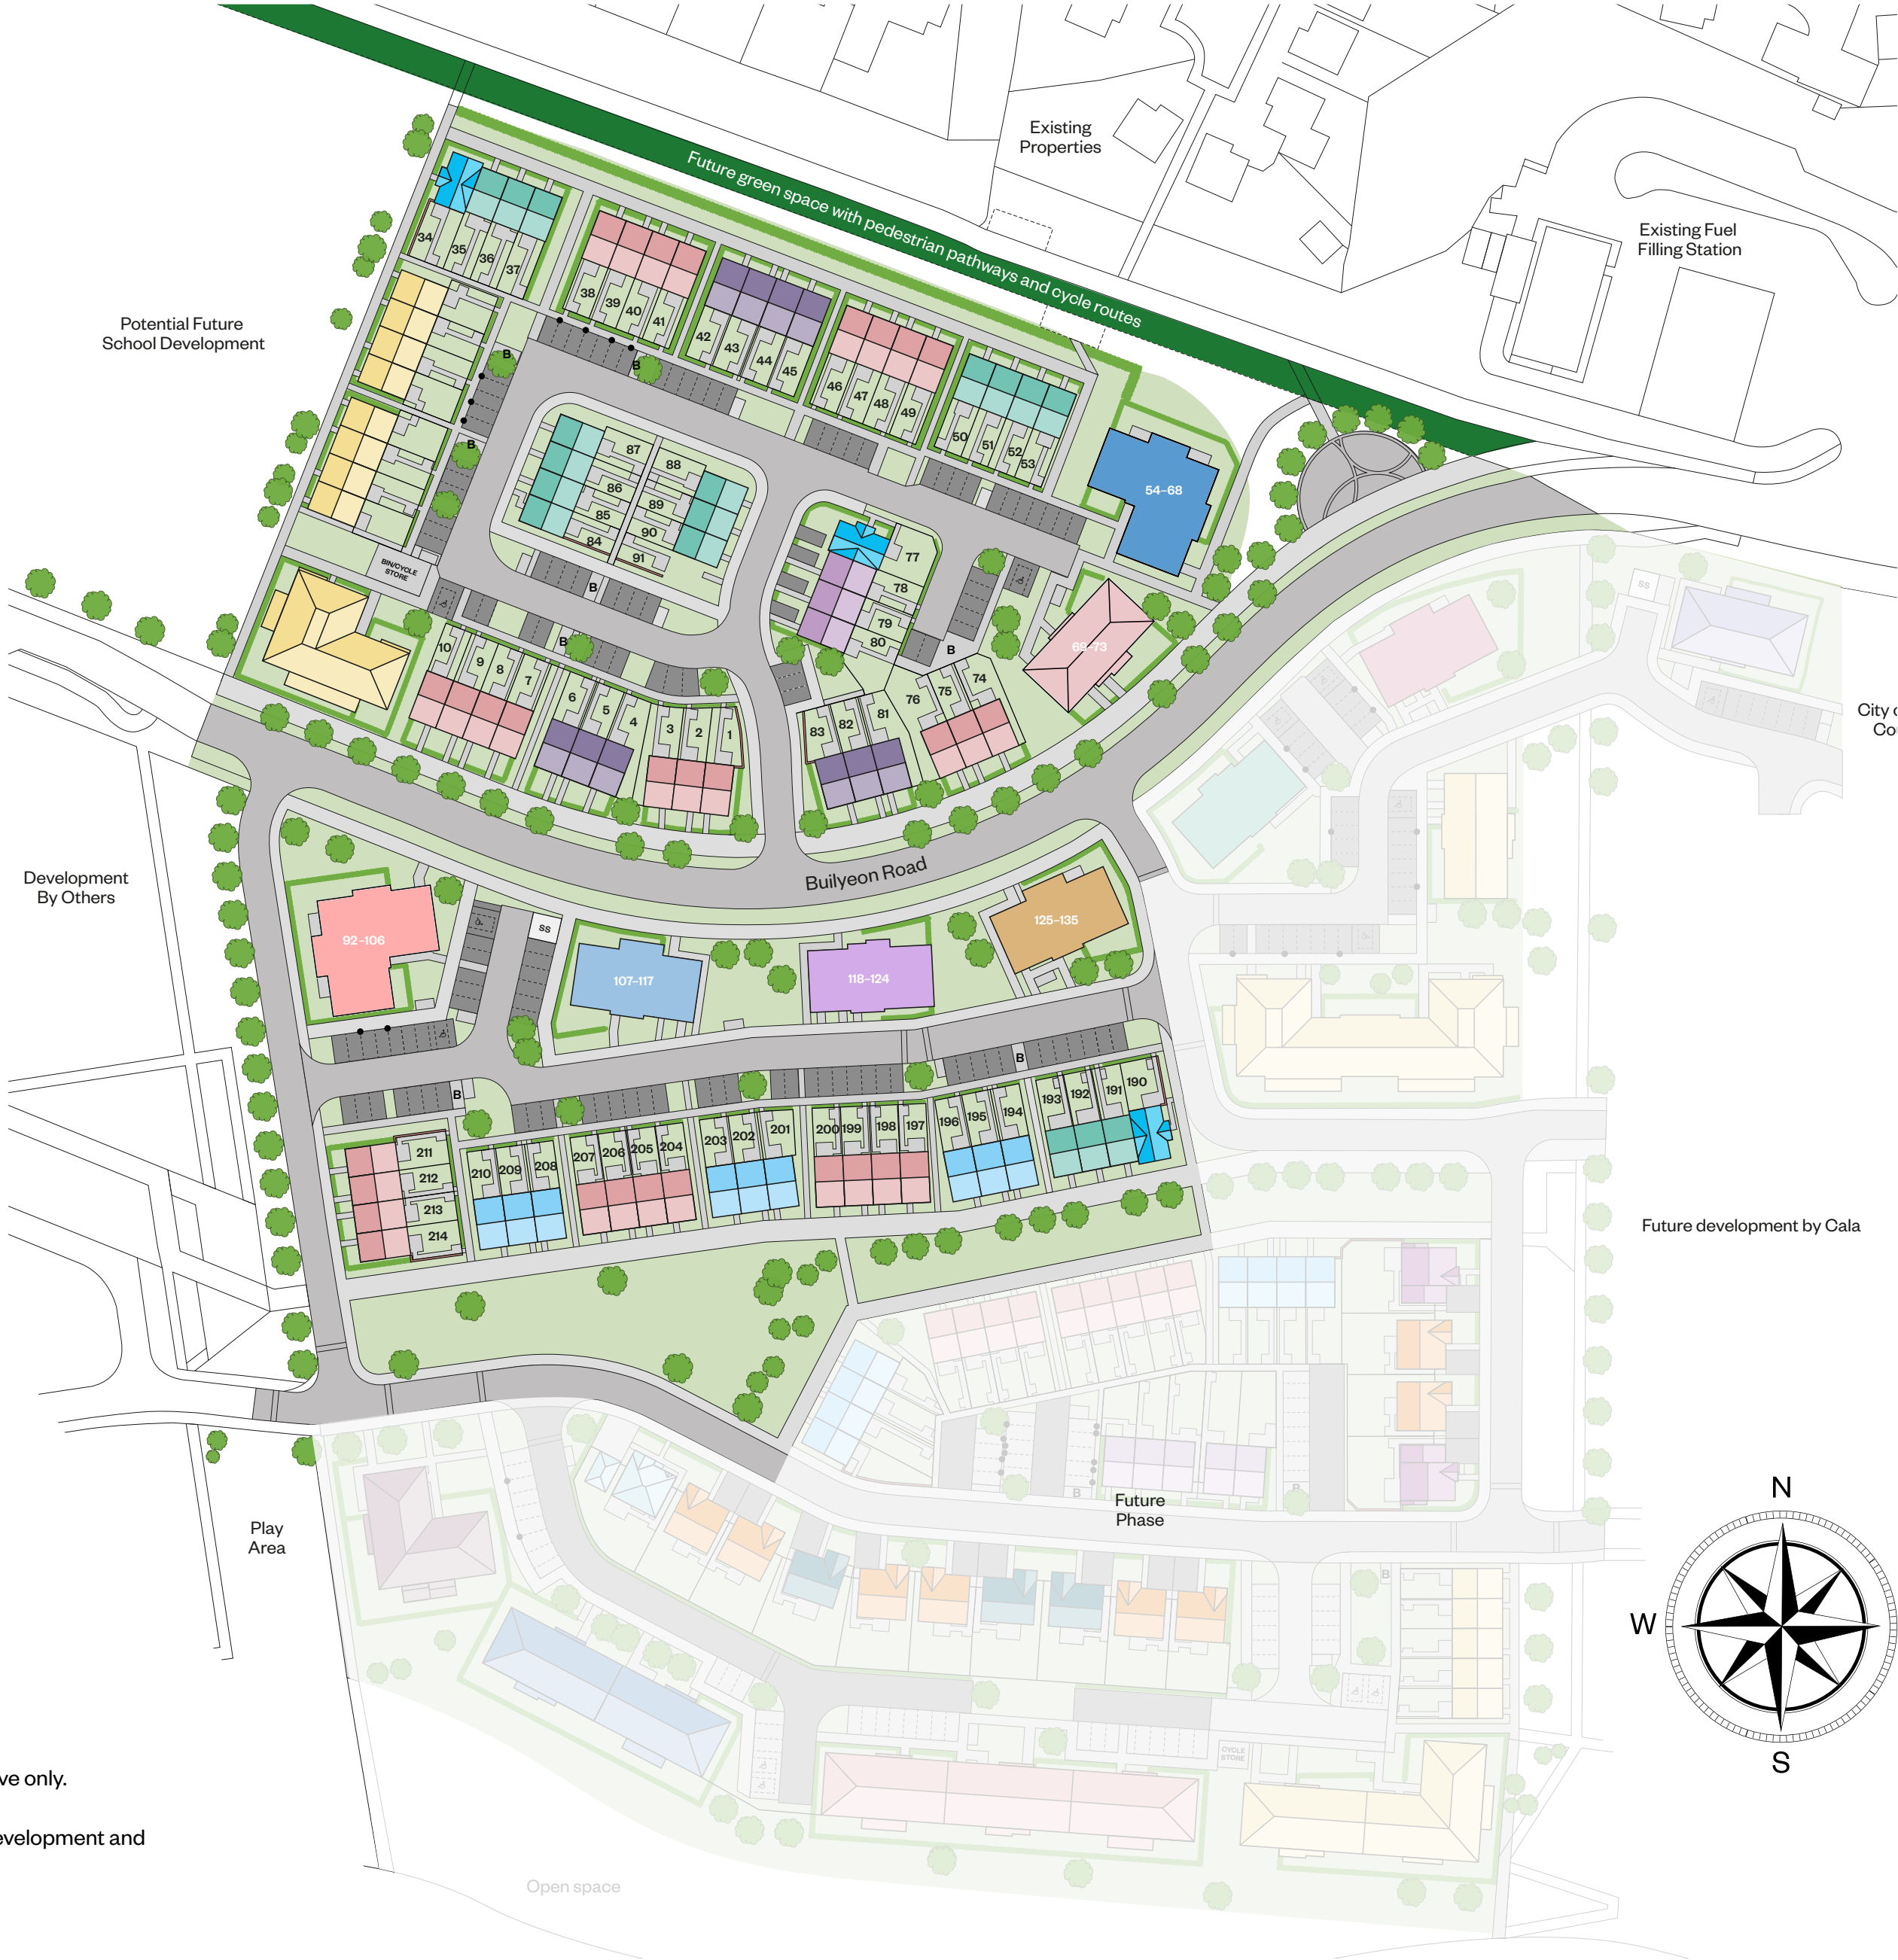 Existing
Properties
Future green space with pedestrian pathways and cycle routes
Existing Fuel
Filling Station
Potential Future
School Development
34
35
36
37
38
39
40
41
42
43
44
45
46
47
48
49
50
51
52
53
54–68
B
B
B
87
88
86
89
85
90
84
91
B
BIN/CYCLE
STORE
77
78
79
80
B
69–73
10
9
8
7
B
6
5
4
3
2
1
83
82
81
76
75
74
SS
City
Co
Builyeon Road
Development
By Others
92–106
SS
107–117
118–124
125–135
B
B
211
212
213
214
210
209
208
207
206
205
204
203
202
201
200
199
198
197
196
195
194
193
192
191
190
Future development by Cala
B
B
Future
Phase
B
Play
Area
CYCLE
STORE
Open space
N
W
S
ve only.
evelopment and